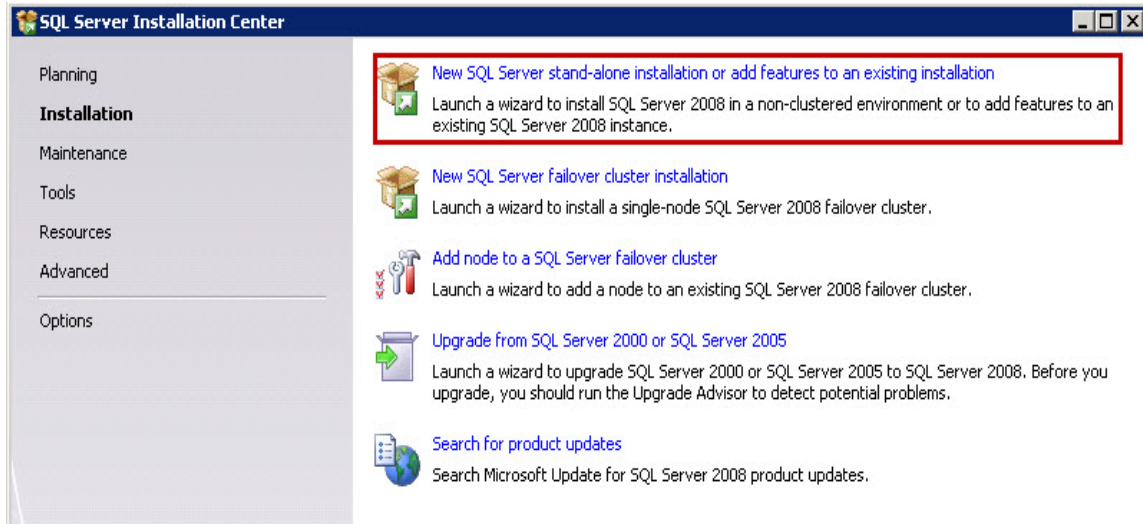 SQL Server Installation Center
Planning
Installation
Maintenance
Tools
Resources
Advanced
Options
New SQL Server stand-alone installation or add features to an existing installation
Launch a wizard to install SQL Server 2008 in a non-clustered environment or to add features to an
existing SQL Server 2008 instance.
New SQL Server failover cluster installation
Launch a wizard to install a single-node SQL Server 2008 failover cluster.
Add node to a SQL Server failover cluster
Launch a wizard to add a node to an existing SQL Server 2008 failover cluster.
Upgrade from SQL Server 2000 or SQL Server 2005
Launch a wizard to upgrade SQL Server 2000 or SQL Server 2005 to SQL Server 2008. Before you
upgrade, you should run the Upgrade Advisor to detect potential problems.
Search for product updates
Search Microsoft Update for SQL Server 2008 product updates.